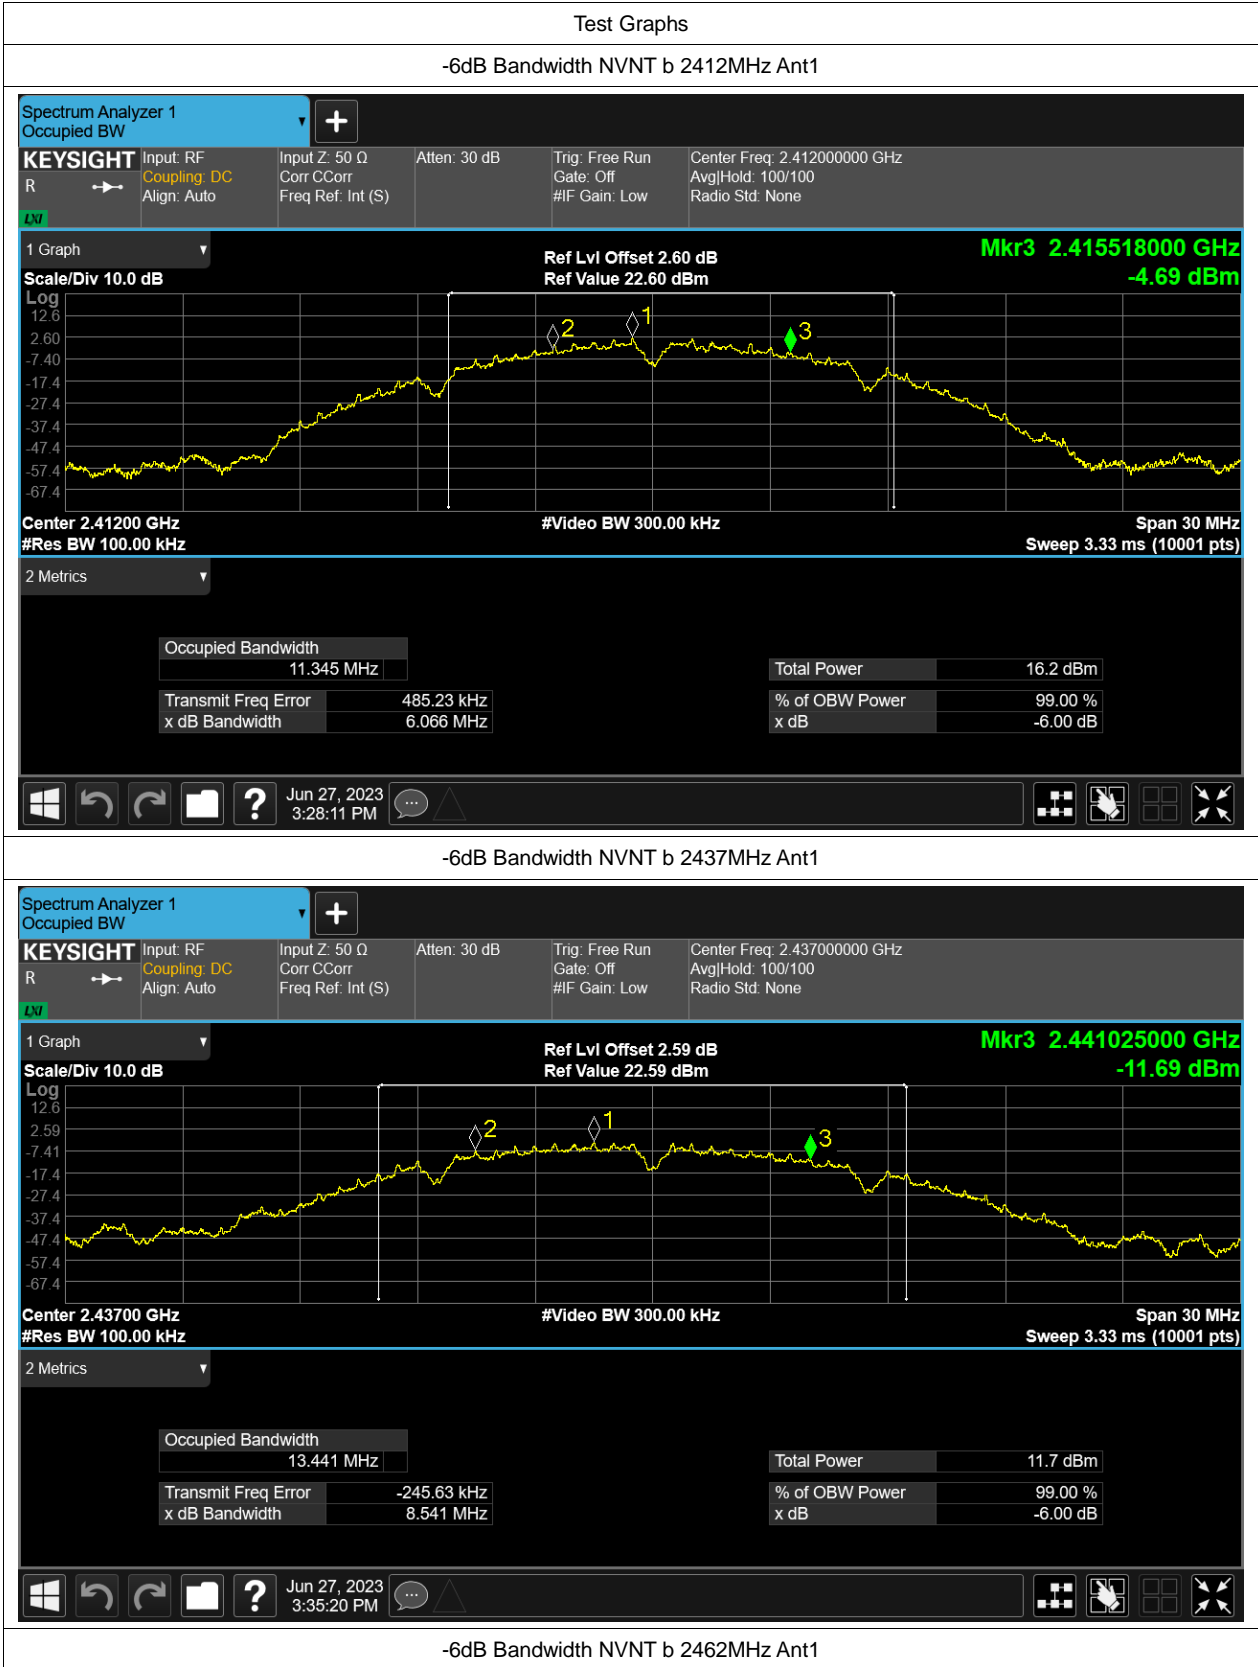 Test Graphs
-6dB Bandwidth NVNT b 2412MHz Ant1
Spectrum Analyzer 1
Occupied BW
KEYSIGHT Input: RF Input Z: 50 Ω Atten: 30 dB Trig: Free Run Center Freq: 2.412000000 GHz
R Coupling: DC Corr CCorr Gate: Off Avg|Hold: 100/100
Align: Auto Freq Ref: Int (S) #IF Gain: Low Radio Std: None
LXI
1 Graph Ref Lvl Offset 2.60 dB Mkr3 2.415518000 GHz
Scale/Div 10.0 dB Ref Value 22.60 dBm -4.69 dBm
Log
12.6
2.60
-7.40
-17.4
-27.4
-37.4
-47.4
-57.4
-67.4
2 1 3
Center 2.41200 GHz #Video BW 300.00 kHz Span 30 MHz
#Res BW 100.00 kHz Sweep 3.33 ms (10001 pts)
2 Metrics
Occupied Bandwidth
11.345 MHz Total Power 16.2 dBm
Transmit Freq Error 485.23 kHz % of OBW Power 99.00 %
x dB Bandwidth 6.066 MHz x dB -6.00 dB
? Jun 27, 2023
3:28:11 PM
-6dB Bandwidth NVNT b 2437MHz Ant1
Spectrum Analyzer 1
Occupied BW
KEYSIGHT Input: RF Input Z: 50 Ω Atten: 30 dB Trig: Free Run Center Freq: 2.437000000 GHz
R Coupling: DC Corr CCorr Gate: Off Avg|Hold: 100/100
Align: Auto Freq Ref: Int (S) #IF Gain: Low Radio Std: None
LXI
1 Graph Ref Lvl Offset 2.59 dB Mkr3 2.441025000 GHz
Scale/Div 10.0 dB Ref Value 22.59 dBm -11.69 dBm
Log
12.6
2.59
-7.41
-17.4
-27.4
-37.4
-47.4
-57.4
-67.4
2 1 3
Center 2.43700 GHz #Video BW 300.00 kHz Span 30 MHz
#Res BW 100.00 kHz Sweep 3.33 ms (10001 pts)
2 Metrics
Occupied Bandwidth
13.441 MHz Total Power 11.7 dBm
Transmit Freq Error -245.63 kHz % of OBW Power 99.00 %
x dB Bandwidth 8.541 MHz x dB -6.00 dB
? Jun 27, 2023
3:35:20 PM
-6dB Bandwidth NVNT b 2462MHz Ant1